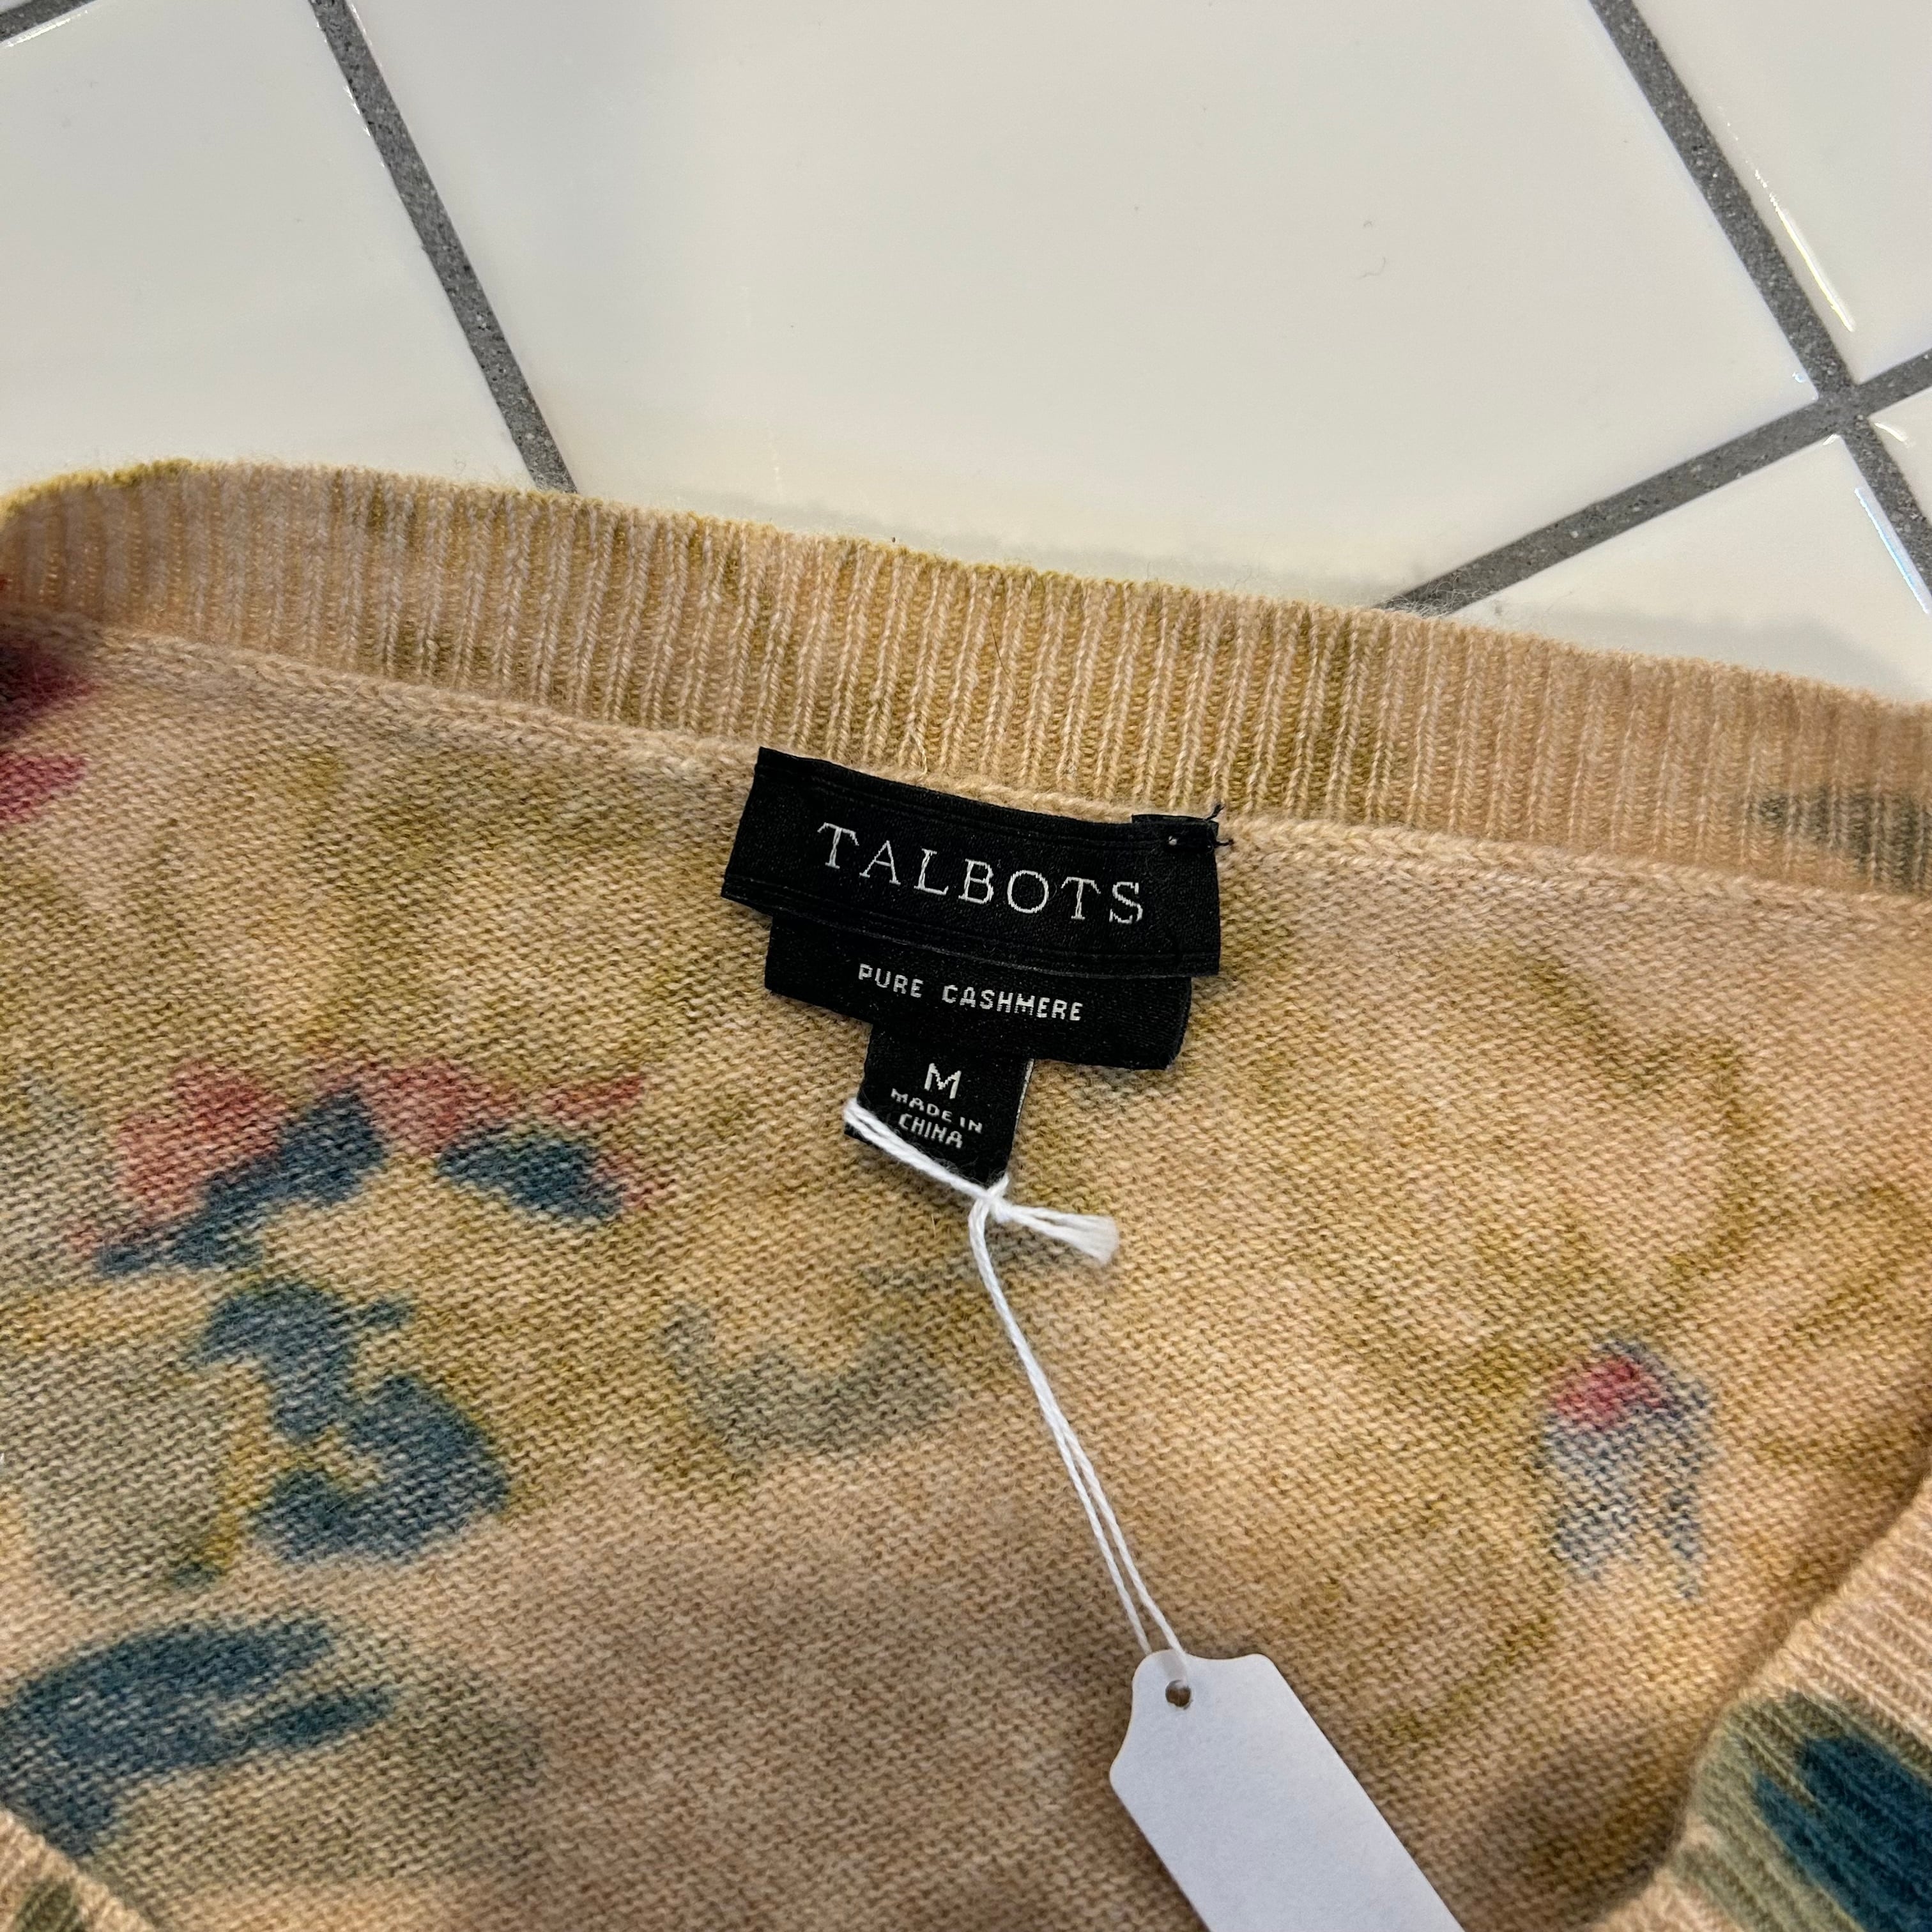 TALBOTS
PURE CASHMERE
M
MADE IN
CHINA